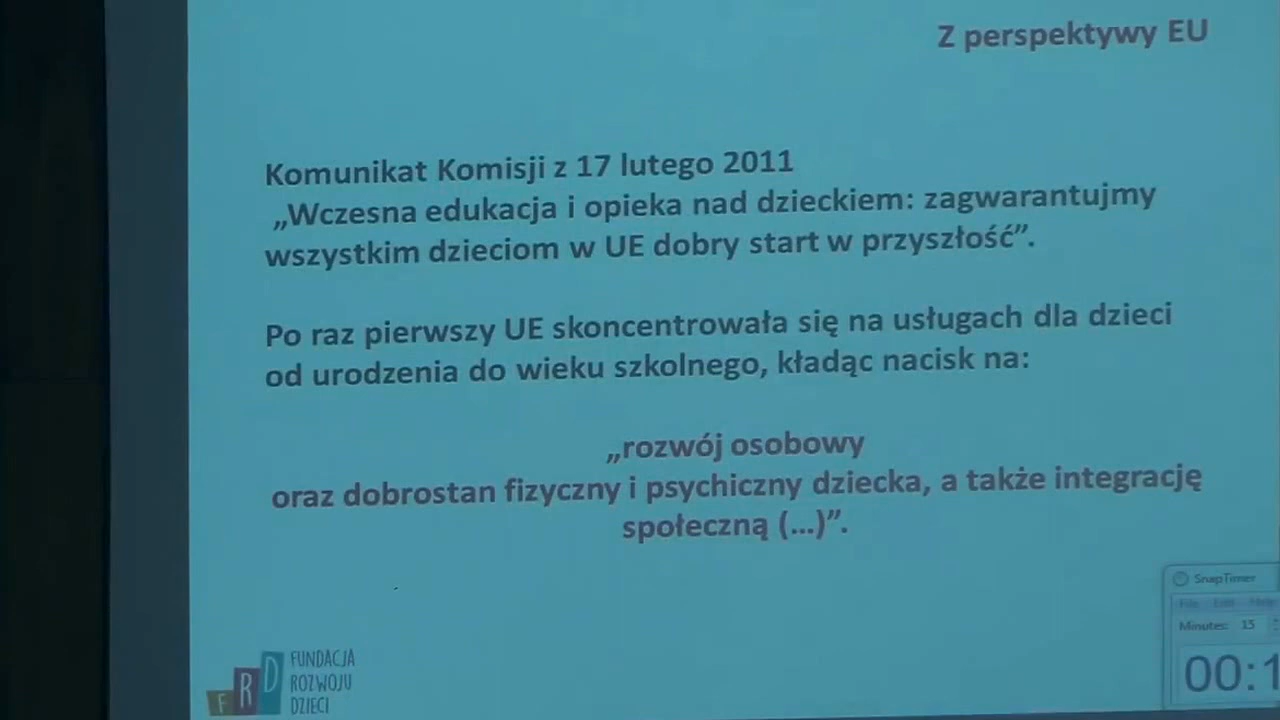 Z perspektywy EU
Komunikat Komisji z 17 lutego 2011
„Wczesna edukacja i opieka nad dzieckiem: zagwarantujmy
wszystkim dzieciom w UE dobry start w przyszłość”.
Po raz pierwszy UE skoncentrowała się na usługach dla dzieci
od urodzenia do wieku szkolnego, kładąc nacisk na:
„rozwój osobowy
oraz dobrostan fizyczny i psychiczny dziecka, a także integrację
społeczną (...)”.
SnapTimer
File Edit Help
Minutes: 15
00:1
FRD
FUNDACJA
ROZWOJU
DZIECI